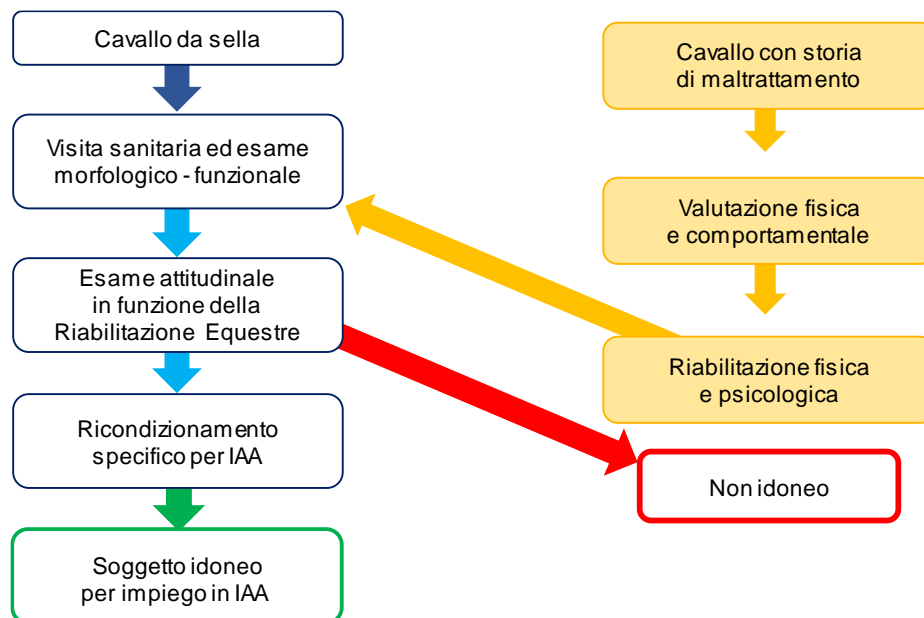 Cavallo da sella
Visita sanitaria ed esame
morfologico - funzionale
Esame attitudinale
in funzione della
Riabilitazione Equestre
Ricondizionamento
specifico per IAA
Soggetto idoneo
per impiego in IAA
Cavallo con storia
di maltrattamento
Valutazione fisica
e comportamentale
Riabilitazione fisica
e psicologica
Non idoneo